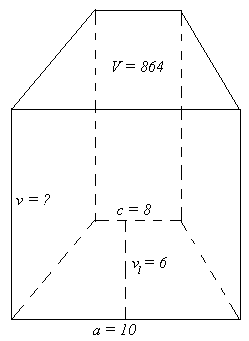 V = 864
v = ?
c = 8
v₁ = 6
a = 10